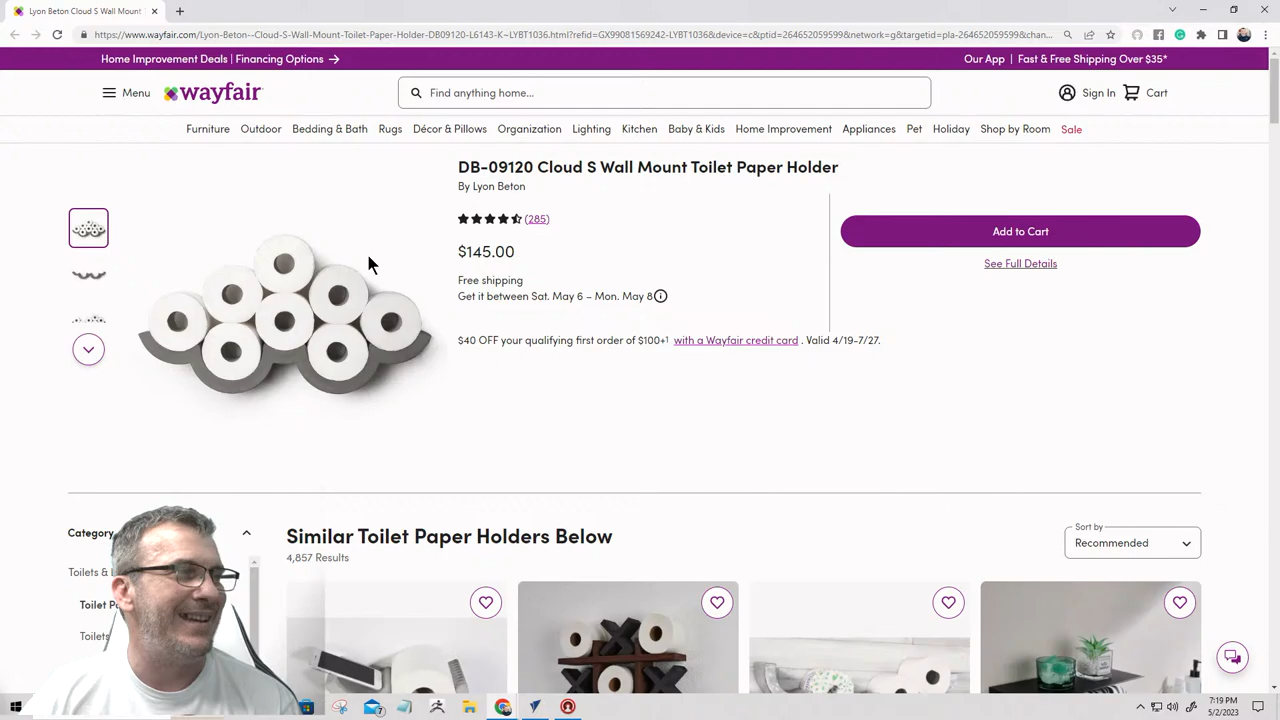 Lyon Beton Cloud S Wall Mount T
https://www.wayfair.com/Lyon-Beton--Cloud-S-Wall-Mount-Toilet-Paper-Holder-DB09120-L6143-K~LYBT1036.html?refid=GX99081569242-LYBT1036&device=c&ptid=264652059599&network=g&targetid=pla-264652059599&chan...
Home Improvement Deals | Financing Options →
Our App | Fast & Free Shipping Over $35*
Menu
wayfair
Find anything home...
Sign In
Cart
Furniture Outdoor Bedding & Bath Rugs Décor & Pillows Organization Lighting Kitchen Baby & Kids Home Improvement Appliances Pet Holiday Shop by Room Sale
DB-09120 Cloud S Wall Mount Toilet Paper Holder
By Lyon Beton
(285)
$145.00
Free shipping
Get it between Sat. May 6 – Mon. May 8
$40 OFF your qualifying first order of $100+¹ with a Wayfair credit card . Valid 4/19-7/27.
Add to Cart
See Full Details
Category
Similar Toilet Paper Holders Below
4,857 Results
Sort by
Recommended
Toilets &
Toilet Pa
Toilets
7:19 PM
5/2/2023